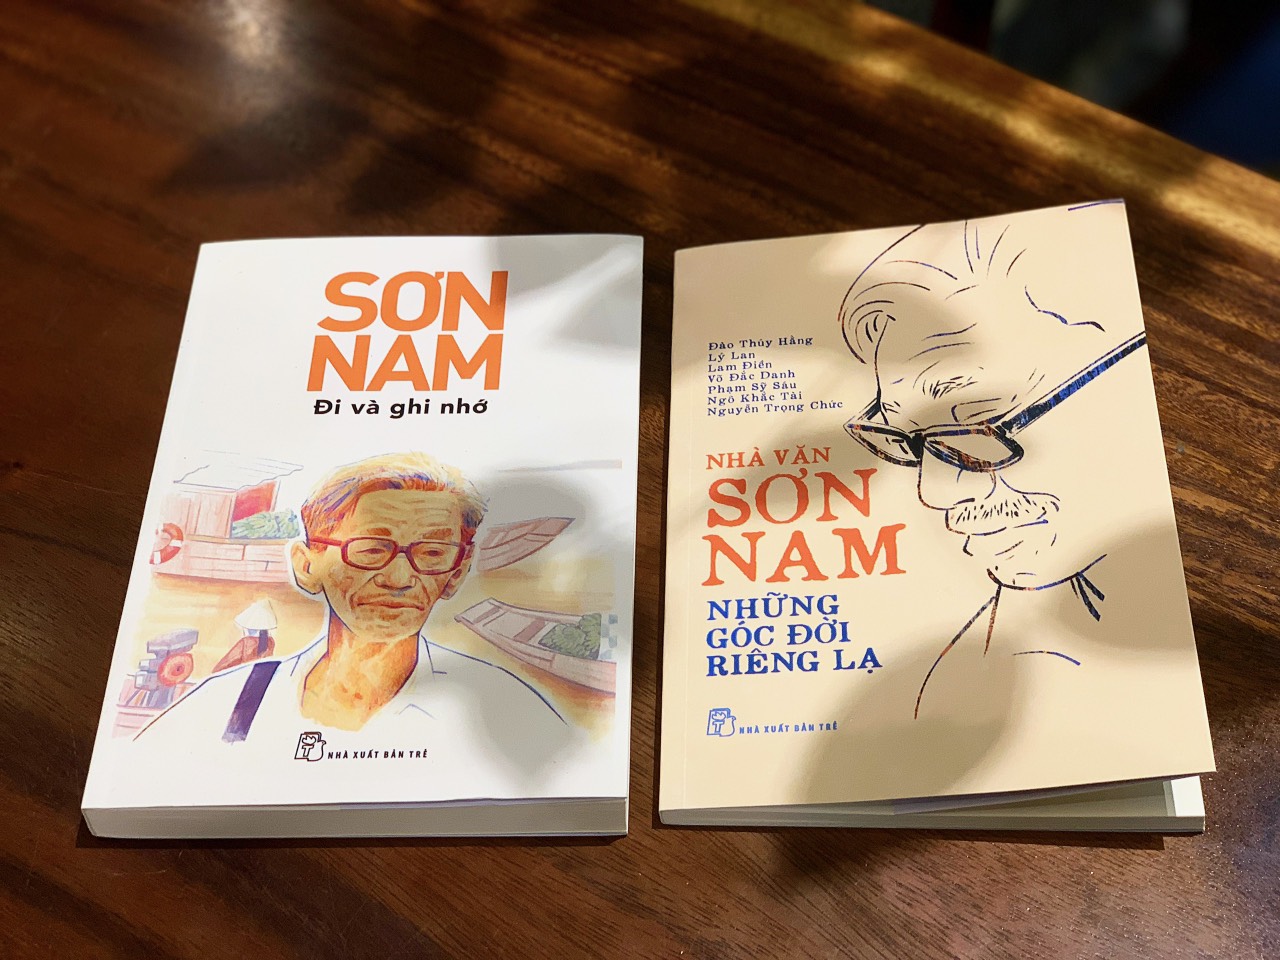 SƠN
NAM
Đi và ghi nhớ
NHÀ XUẤT BẢN TRẺ
Đào Thúy Hằng
Lý Lan
Lam Điền
Võ Đắc Danh
Phạm Sỹ Sáu
Ngô Khắc Tài
Nguyễn Trọng Chức
NHÀ VĂN
SƠN
NAM
NHỮNG
GÓC ĐỜI
RIÊNG LẠ
NHÀ XUẤT BẢN TRẺ